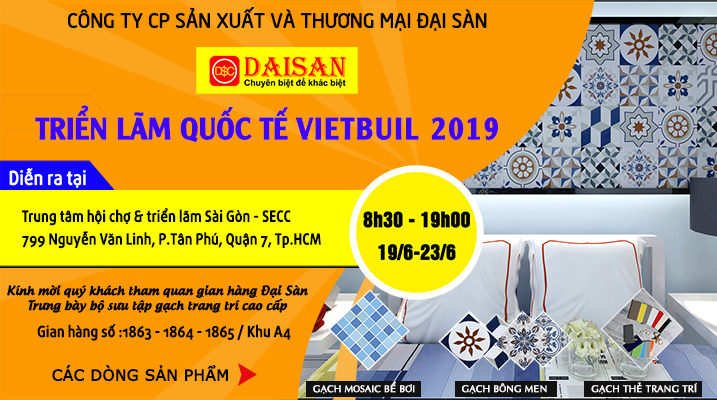 CÔNG TY CP SẢN XUẤT VÀ THƯƠNG MẠI ĐẠI SÀN
DSC DAISAN
Chuyên biệt để khác biệt
TRIỂN LÃM QUỐC TẾ VIETBUIL 2019
Diễn ra tại
Trung tâm hội chợ & triển lãm Sài Gòn - SECC
799 Nguyễn Văn Linh, P.Tân Phú, Quận 7, Tp.HCM
8h30 - 19h00
19/6-23/6
Kính mời quý khách tham quan gian hàng Đại Sàn
Trưng bày bộ sưu tập gạch trang trí cao cấp
Gian hàng số :1863 - 1864 - 1865 / Khu A4
CÁC DÒNG SẢN PHẨM
GẠCH MOSAIC BỂ BƠI
GẠCH BÔNG MEN
GẠCH THẺ TRANG TRÍ